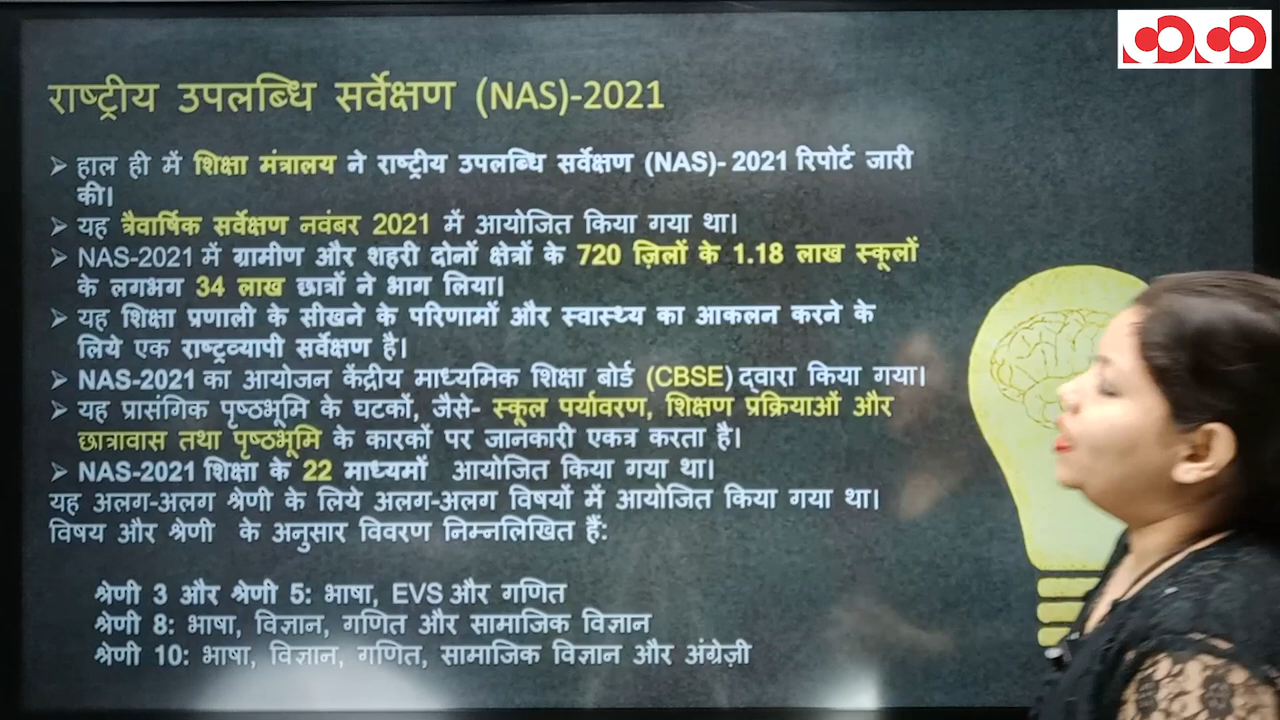 राष्ट्रीय उपलब्धि सर्वेक्षण (NAS)-2021
➢ हाल ही में शिक्षा मंत्रालय ने राष्ट्रीय उपलब्धि सर्वेक्षण (NAS)- 2021 रिपोर्ट जारी
की।
➢ यह त्रैवार्षिक सर्वेक्षण नवंबर 2021 में आयोजित किया गया था।
➢ NAS-2021 में ग्रामीण और शहरी दोनों क्षेत्रों के 720 ज़िलों के 1.18 लाख स्कूलों
के लगभग 34 लाख छात्रों ने भाग लिया।
➢ यह शिक्षा प्रणाली के सीखने के परिणामों और स्वास्थ्य का आकलन करने के
लिये एक राष्ट्रव्यापी सर्वेक्षण है।
➢ NAS-2021 का आयोजन केंद्रीय माध्यमिक शिक्षा बोर्ड (CBSE) द्वारा किया गया।
➢ यह प्रासंगिक पृष्ठभूमि के घटकों, जैसे- स्कूल पर्यावरण, शिक्षण प्रक्रियाओं और
छात्रावास तथा पृष्ठभूमि के कारकों पर जानकारी एकत्र करता है।
➢ NAS-2021 शिक्षा के 22 माध्यमों आयोजित किया गया था।
यह अलग-अलग श्रेणी के लिये अलग-अलग विषयों में आयोजित किया गया था।
विषय और श्रेणी के अनुसार विवरण निम्नलिखित हैं:
श्रेणी 3 और श्रेणी 5: भाषा, EVS और गणित
श्रेणी 8: भाषा, विज्ञान, गणित और सामाजिक विज्ञान
श्रेणी 10: भाषा, विज्ञान, गणित, सामाजिक विज्ञान और अंग्रेज़ी